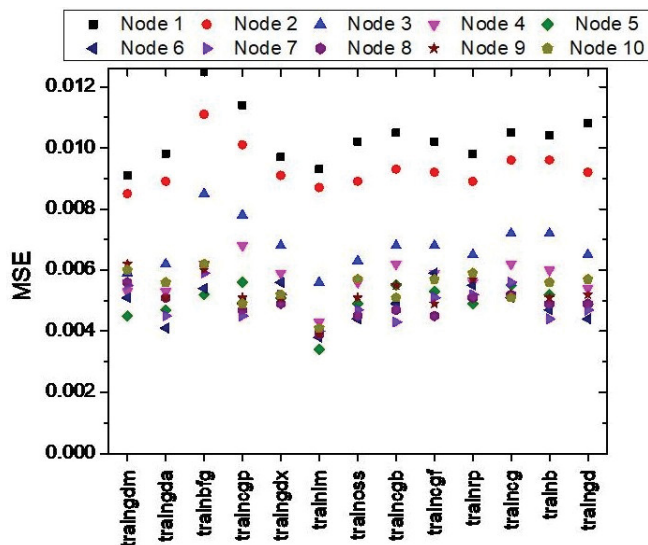 Node 1 Node 2 Node 3 Node 4 Node 5
Node 6 Node 7 Node 8 Node 9 Node 10
0.012
0.010
0.008
0.006
0.004
0.002
0.000
MSE
traingdm
traingda
trainbfg
traincgp
traingdx
trainlm
trainoss
traincgb
traincgf
trainrp
traincg
trainb
traingd